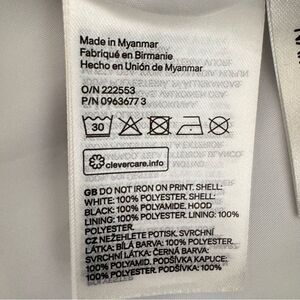 Made in Myanmar
Fabriqué en Birmanie
Hecho en Unión de Myanmar
O/N 222553
P/N 0963677 3
30
clevercare.info
GB DO NOT IRON ON PRINT. SHELL:
WHITE: 100% POLYESTER. SHELL:
BLACK: 100% POLYAMIDE. HOOD
LINING: 100% POLYESTER. LINING: 100%
POLYESTER.
CZ NEŽEHLETE POTISK. SVRCHNÍ
LÁTKA: BÍLÁ BARVA: 100% POLYESTER.
SVRCHNÍ LÁTKA: ČERNÁ BARVA:
100% POLYAMID. PODŠÍVKA KAPUCE:
100% POLYESTER. PODŠÍVKA: 100%